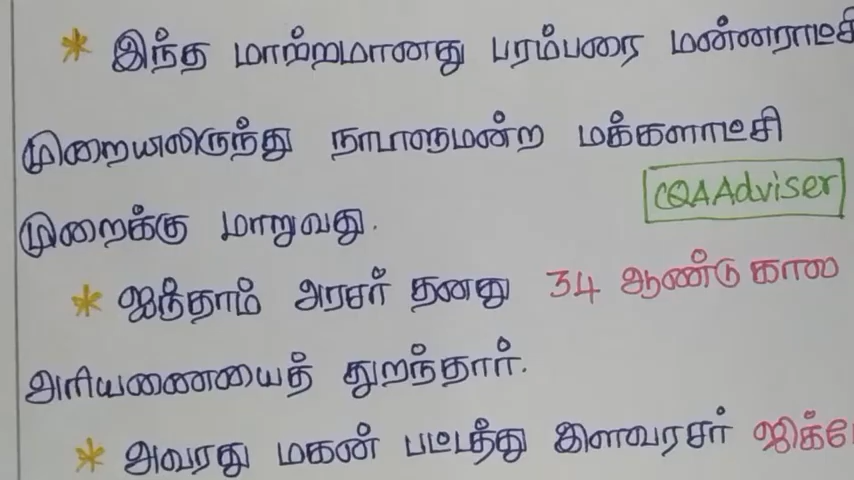 * இந்த மாற்றமானது பரம்பரை மன்னராட்சி
முறையிலிருந்து நாடாளுமன்ற மக்களாட்சி
CQAAdviser
முறைக்கு மாறுவது.
* ஐந்தாம் அரசர் தனது 34 ஆண்டு கால
அரியணையைத் துறந்தார்.
* அவரது மகன் பட்டத்து இளவரசர்